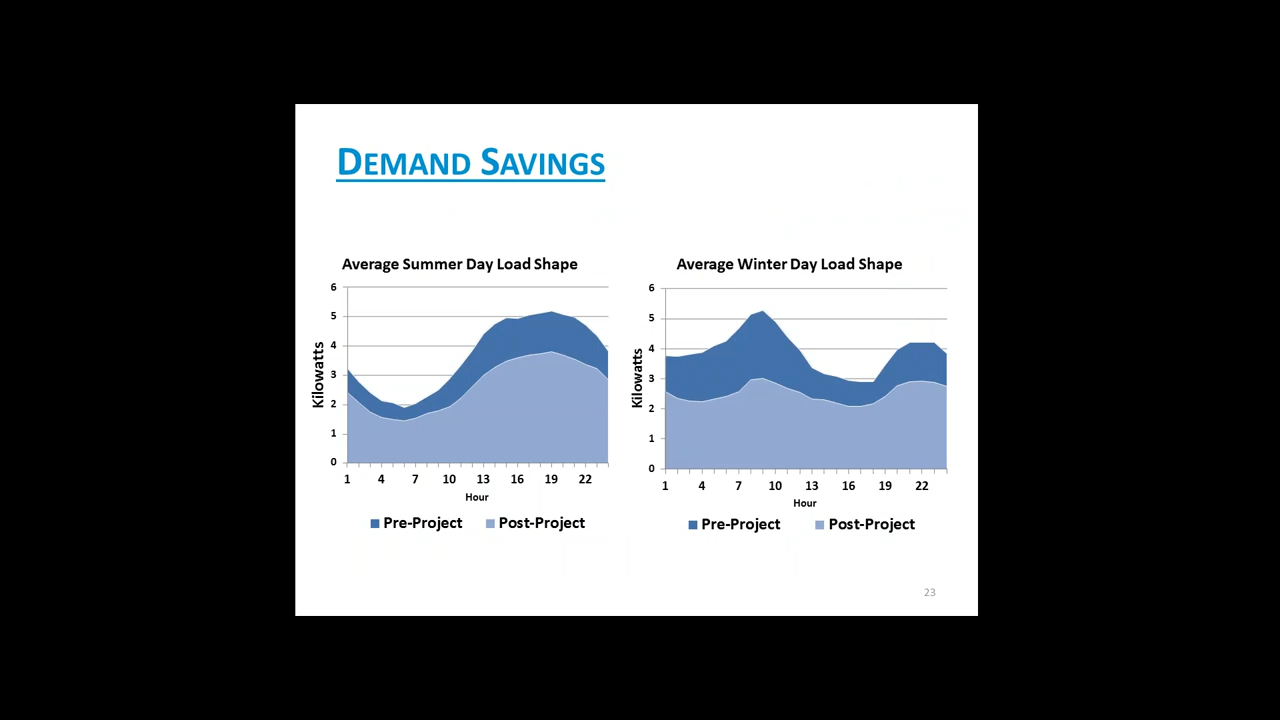 DEMAND SAVINGS
Average Summer Day Load Shape
6
5
4
3
2
1
0
Kilowatts
1 4 7 10 13 16 19 22
Hour
Pre-Project Post-Project
Average Winter Day Load Shape
6
5
4
3
2
1
0
Kilowatts
1 4 7 10 13 16 19 22
Hour
Pre-Project Post-Project
23